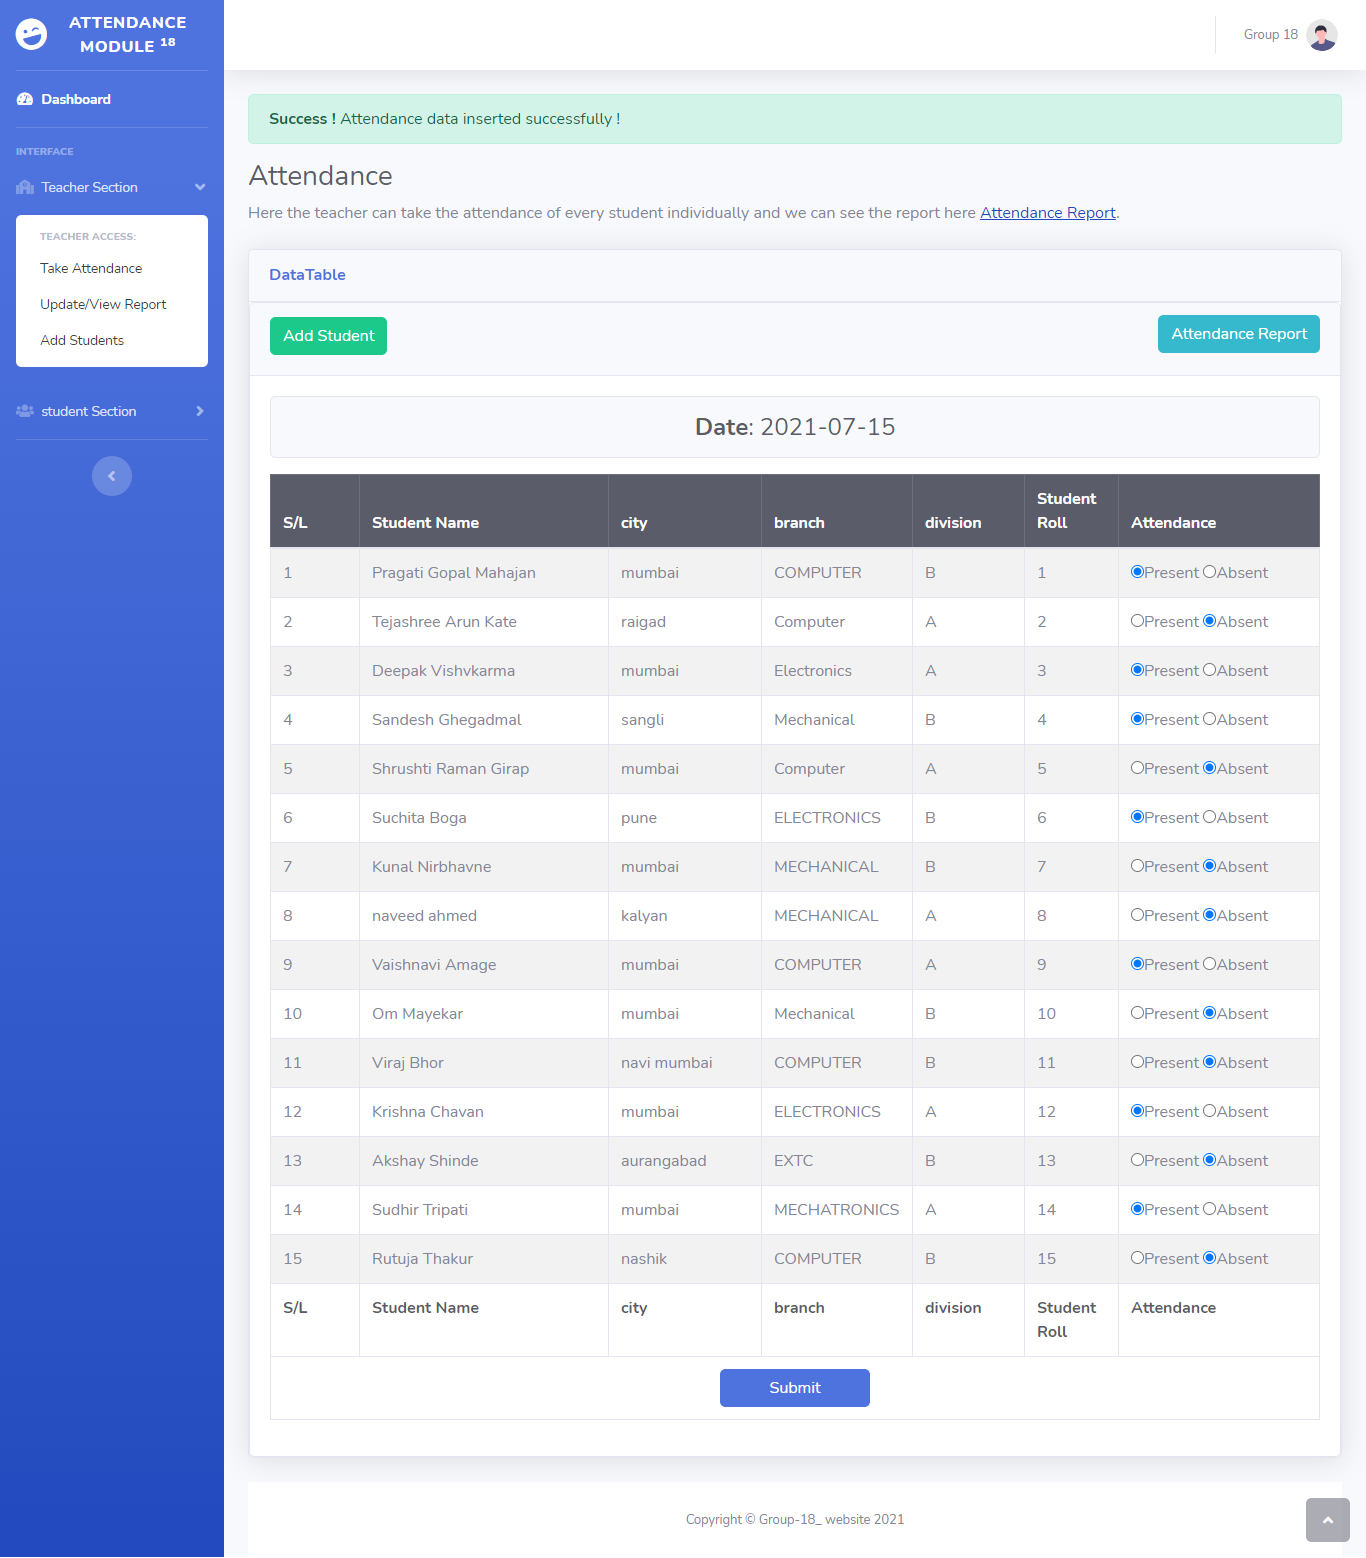 ATTENDANCE
MODULE 18
Dashboard
INTERFACE
Teacher Section
TEACHER ACCESS:
Take Attendance
Update/View Report
Add Students
student Section
Group 18
Success ! Attendance data inserted successfully !
Attendance
Here the teacher can take the attendance of every student individually and we can see the report here Attendance Report.
DataTable
Add Student
Attendance Report
Date: 2021-07-15
S/L Student Name city branch division Student Roll Attendance
1 Pragati Gopal Mahajan mumbai COMPUTER B 1 Present Absent
2 Tejashree Arun Kate raigad Computer A 2 Present Absent
3 Deepak Vishvkarma mumbai Electronics A 3 Present Absent
4 Sandesh Ghegadmal sangli Mechanical B 4 Present Absent
5 Shrushti Raman Girap mumbai Computer A 5 Present Absent
6 Suchita Boga pune ELECTRONICS B 6 Present Absent
7 Kunal Nirbhavne mumbai MECHANICAL B 7 Present Absent
8 naveed ahmed kalyan MECHANICAL A 8 Present Absent
9 Vaishnavi Amage mumbai COMPUTER A 9 Present Absent
10 Om Mayekar mumbai Mechanical B 10 Present Absent
11 Viraj Bhor navi mumbai COMPUTER B 11 Present Absent
12 Krishna Chavan mumbai ELECTRONICS A 12 Present Absent
13 Akshay Shinde aurangabad EXTC B 13 Present Absent
14 Sudhir Tripati mumbai MECHATRONICS A 14 Present Absent
15 Rutuja Thakur nashik COMPUTER B 15 Present Absent
S/L Student Name city branch division Student Roll Attendance
Submit
Copyright © Group-18_ website 2021